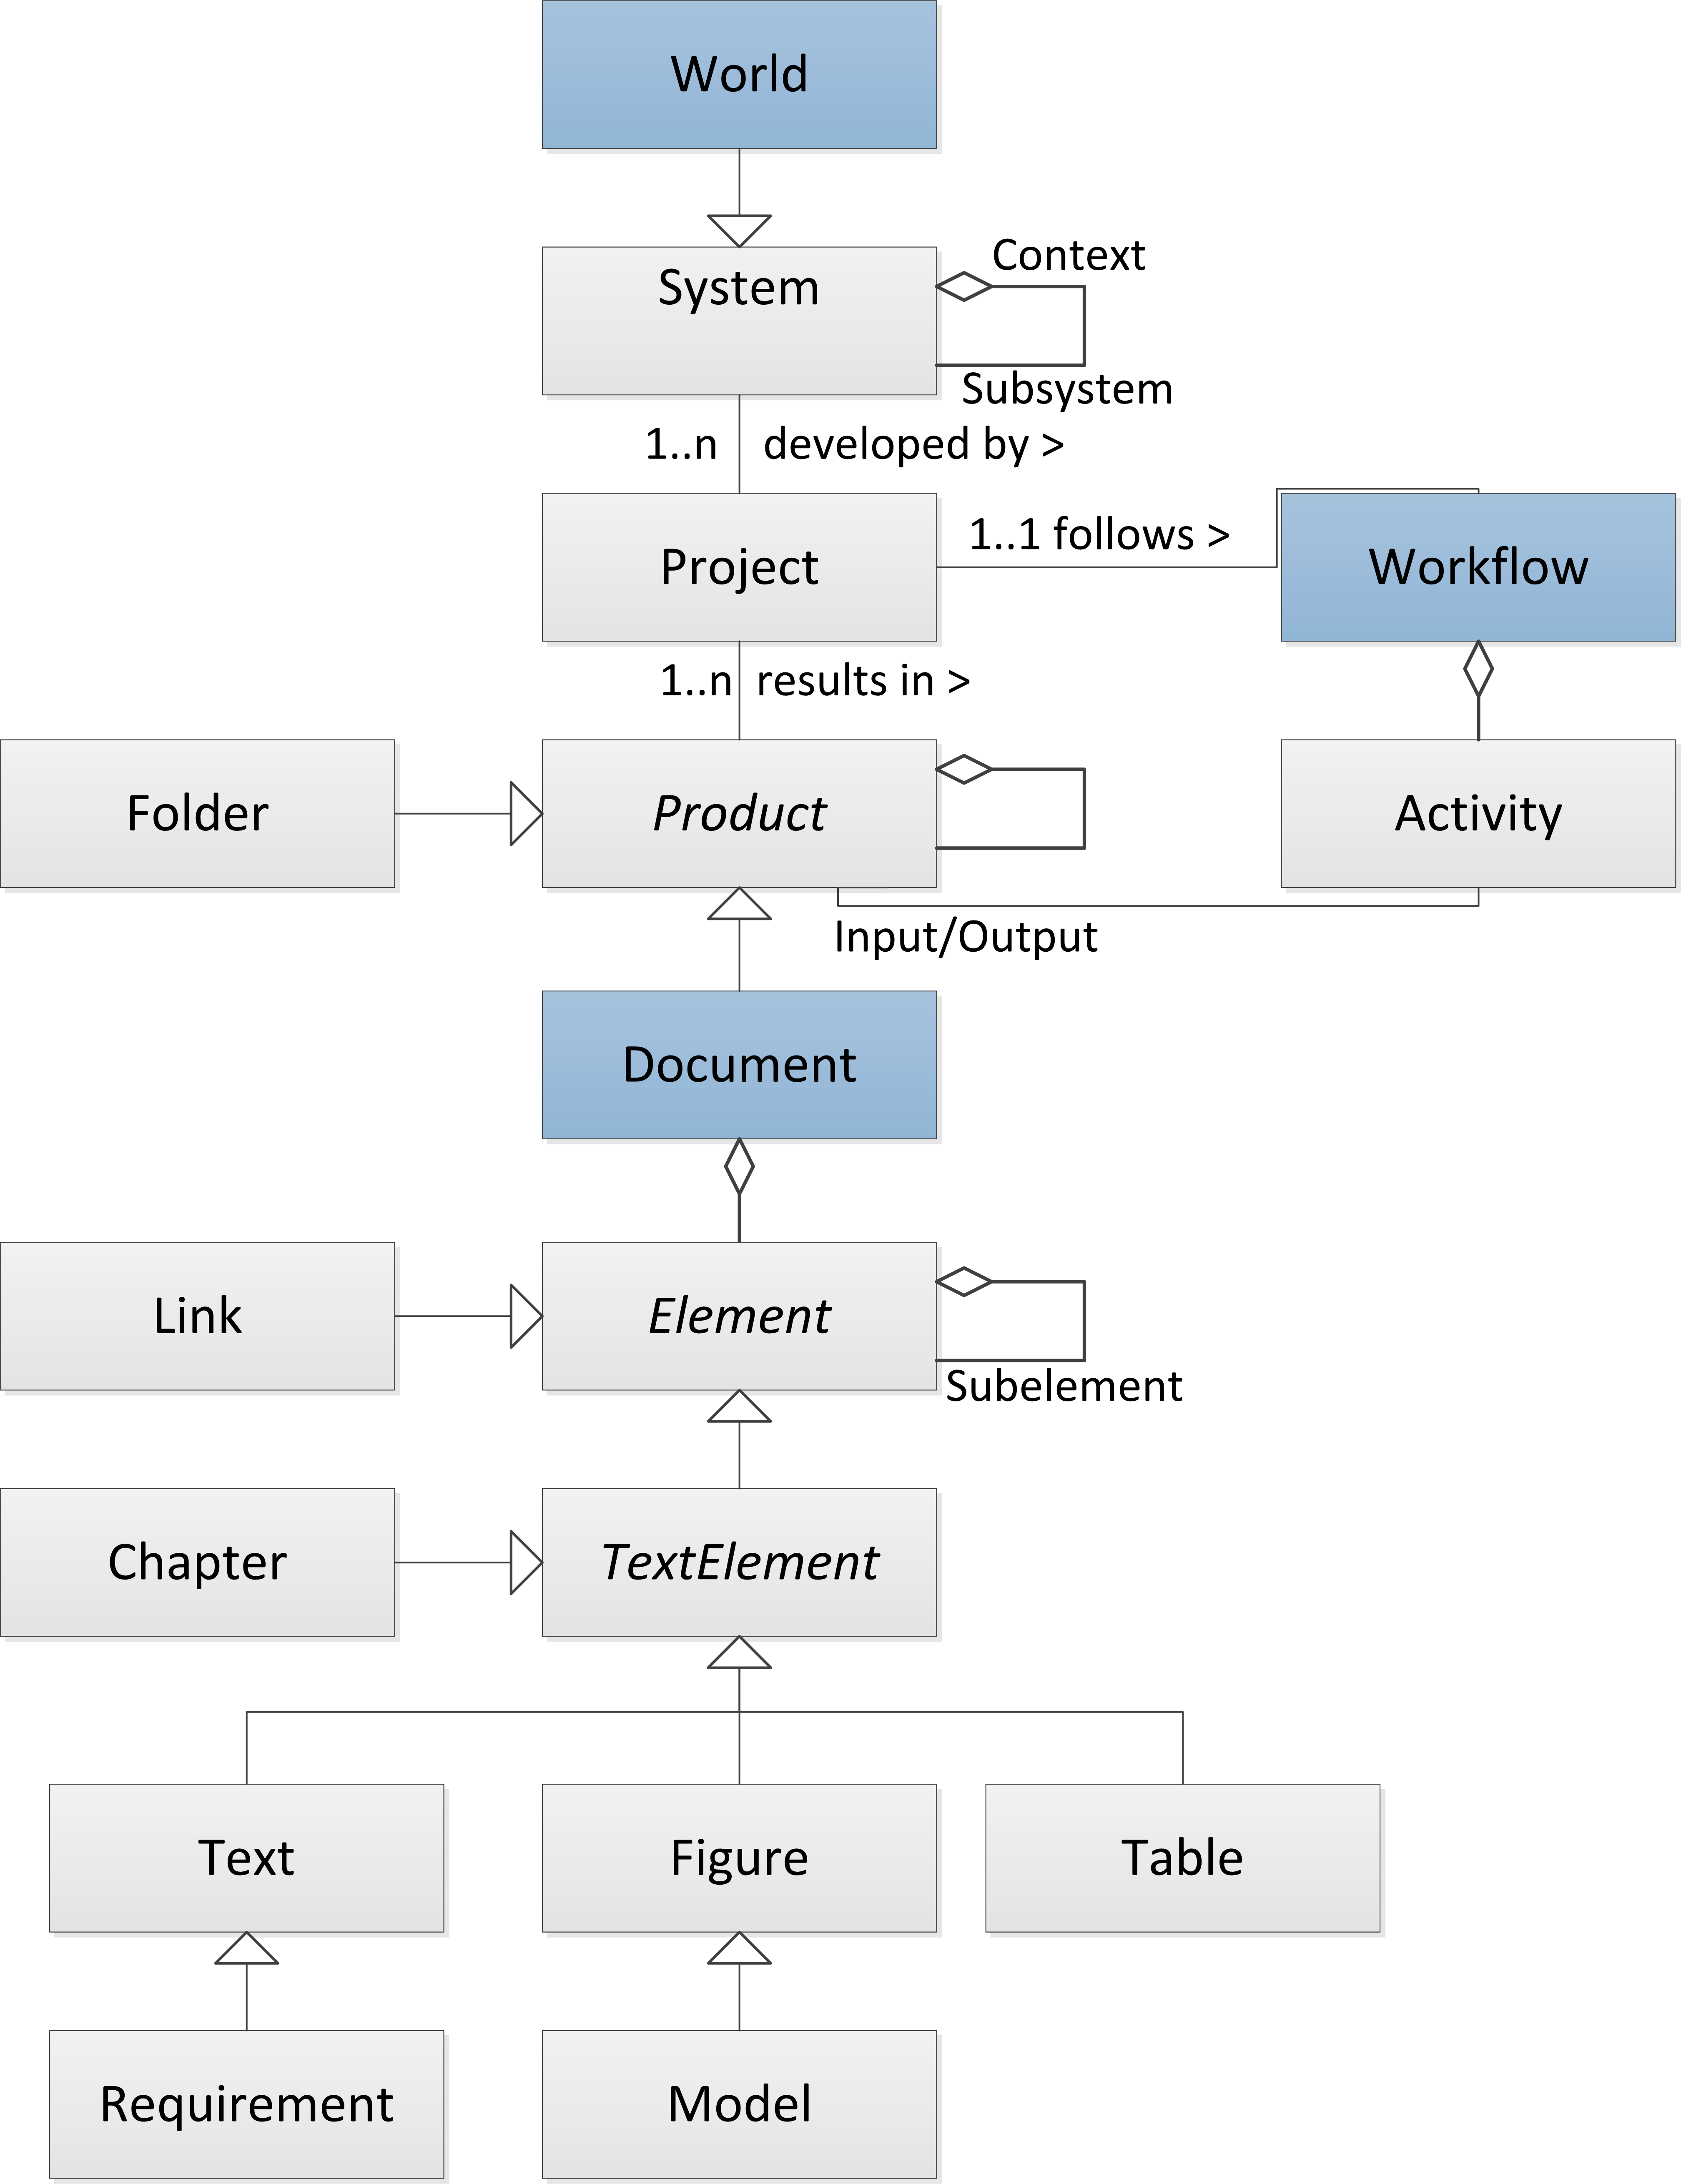 World
Context
System
Subsystem
1..n developed by >
1..1 follows >
Project
Workflow
1..n results in >
Folder
Product
Activity
Input/Output
Document
Link
Element
Subelement
Chapter
TextElement
Text
Figure
Table
Requirement
Model